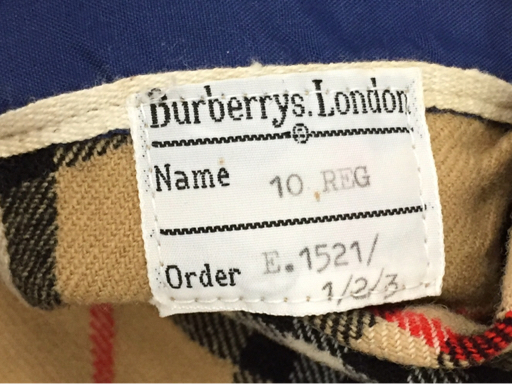 Burberrys. London
Name 10 REG
Order E.1521/
1/2/3